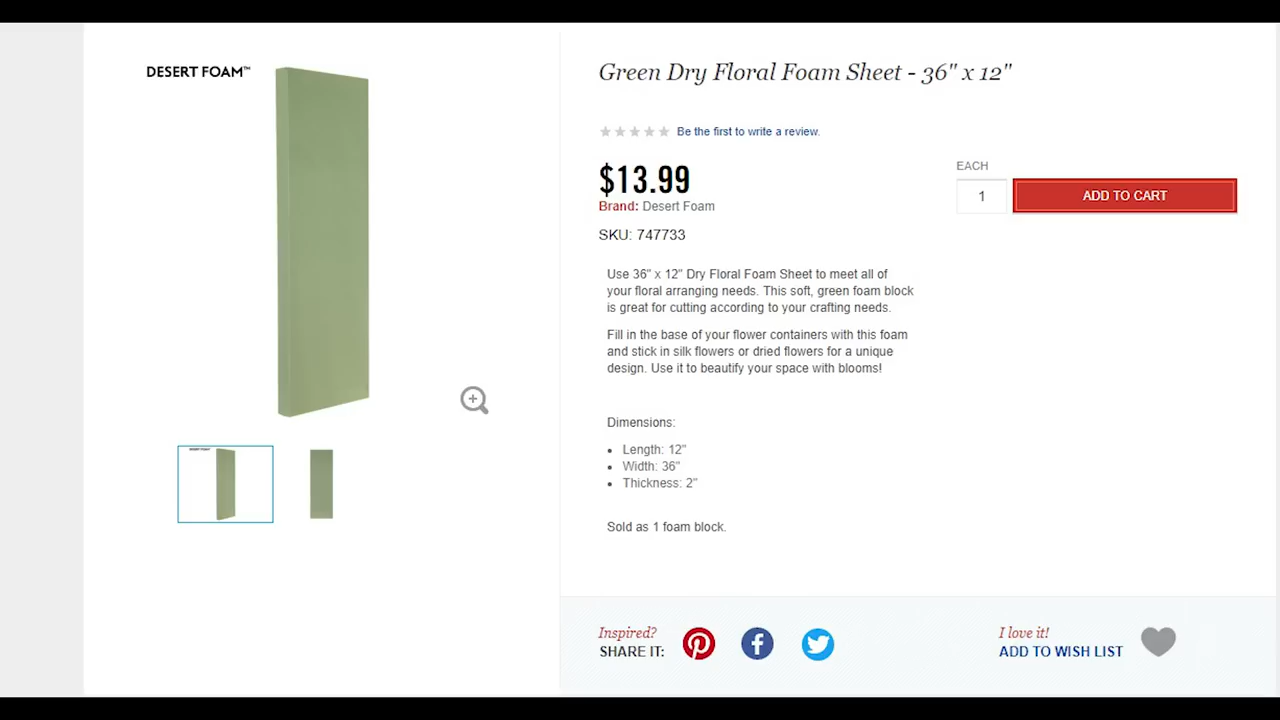 DESERT FOAM™
Green Dry Floral Foam Sheet - 36" x 12"
Be the first to write a review.
$13.99
Brand: Desert Foam
SKU: 747733
EACH
1
ADD TO CART
Use 36" x 12" Dry Floral Foam Sheet to meet all of
your floral arranging needs. This soft, green foam block
is great for cutting according to your crafting needs.
Fill in the base of your flower containers with this foam
and stick in silk flowers or dried flowers for a unique
design. Use it to beautify your space with blooms!
Dimensions:
Length: 12"
Width: 36"
Thickness: 2"
Sold as 1 foam block.
DESERT FOAM
Inspired?
SHARE IT:
I love it!
ADD TO WISH LIST